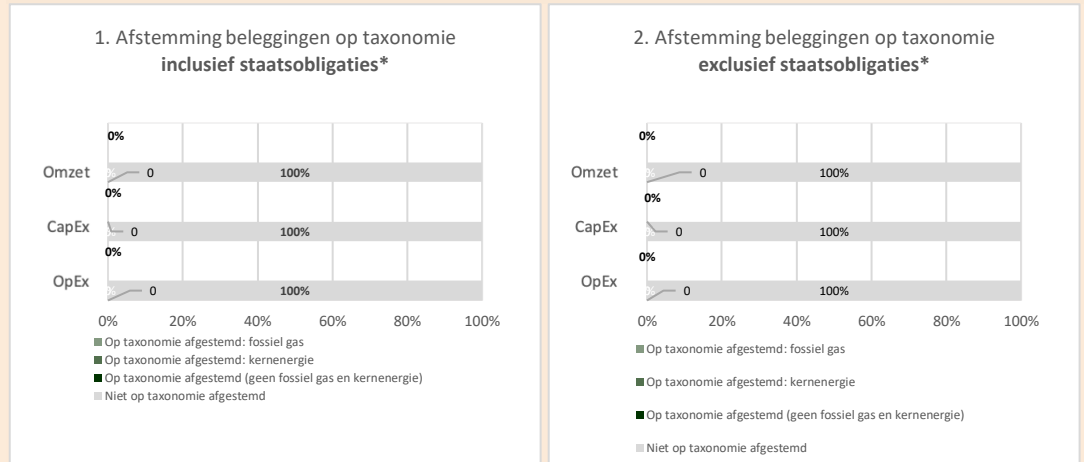 1. Afstemming beleggingen op taxonomie
inclusief staatsobligaties*
0%
Omzet 0% 0 100%
0%
CapEx 0 100%
0%
OpEx 0% 0 100%
0% 20% 40% 60% 80% 100%
Op taxonomie afgestemd: fossiel gas
Op taxonomie afgestemd: kernenergie
Op taxonomie afgestemd (geen fossiel gas en kernenergie)
Niet op taxonomie afgestemd
2. Afstemming beleggingen op taxonomie
exclusief staatsobligaties*
0%
Omzet 0% 0 100%
0%
CapEx 0 100%
0%
OpEx 0% 0 100%
0% 20% 40% 60% 80% 100%
Op taxonomie afgestemd: fossiel gas
Op taxonomie afgestemd: kernenergie
Op taxonomie afgestemd (geen fossiel gas en kernenergie)
Niet op taxonomie afgestemd